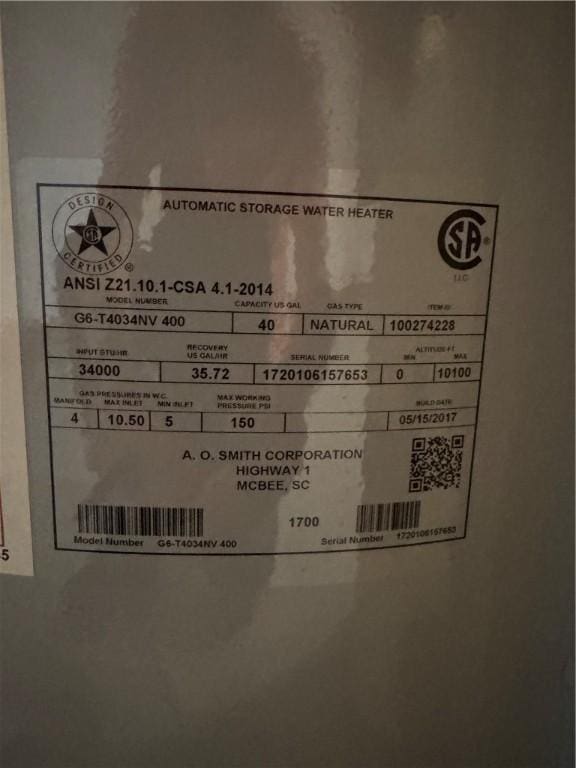 DESIGN
CSA
CERTIFIED ®
AUTOMATIC STORAGE WATER HEATER
CSA ®
LLC
ANSI Z21.10.1-CSA 4.1-2014
MODEL NUMBER CAPACITY US GAL GAS TYPE ITEM ID
G6-T4034NV 400 40 NATURAL 100274228
INPUT BTU/HR RECOVERY US GAL/HR SERIAL NUMBER ALTITUDE FT MIN MAX
34000 35.72 1720106157653 0 10100
GAS PRESSURES IN W.C. MAX WORKING
MANIFOLD MAX INLET MIN INLET PRESSURE PSI BUILD DATE
4 10.50 5 150 05/15/2017
A. O. SMITH CORPORATION
HIGHWAY 1
MCBEE, SC
1700
Model Number G6-T4034NV 400 Serial Number 1720106157653